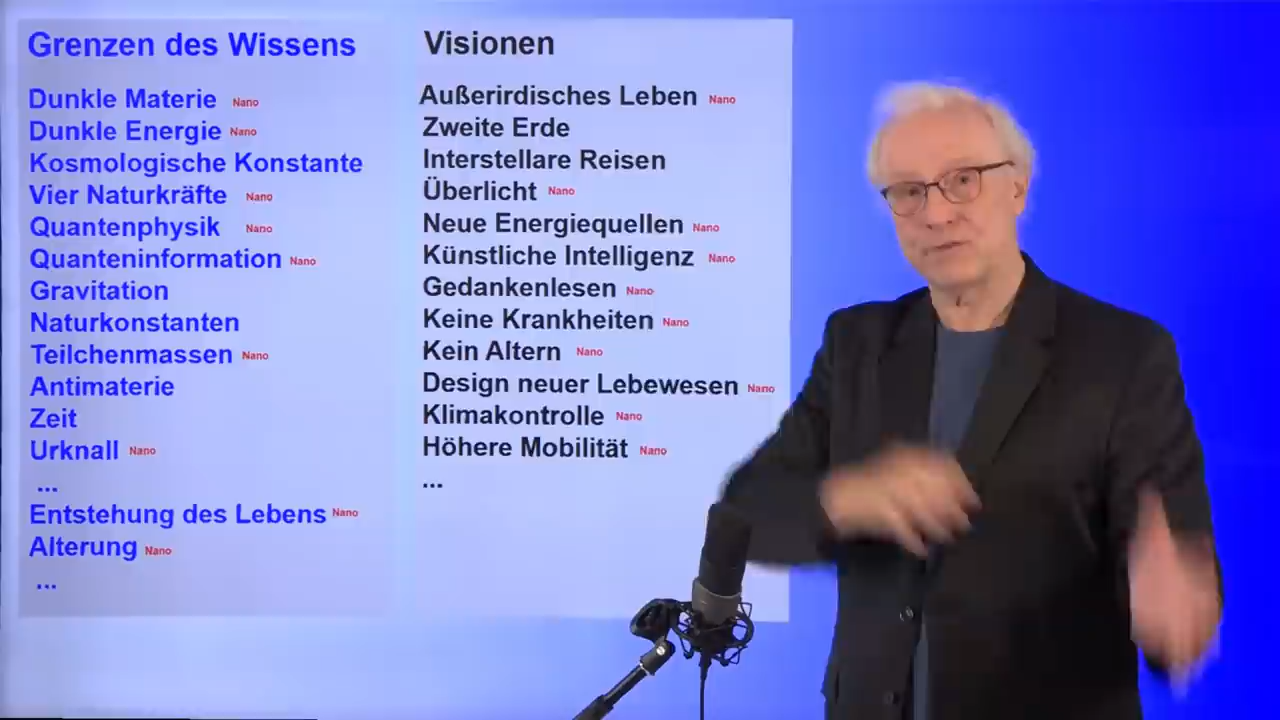 Grenzen des Wissens
Dunkle Materie Nano
Dunkle Energie Nano
Kosmologische Konstante
Vier Naturkräfte Nano
Quantenphysik Nano
Quanteninformation Nano
Gravitation
Naturkonstanten
Teilchenmassen Nano
Antimaterie
Zeit
Urknall Nano
...
Entstehung des Lebens Nano
Alterung Nano
...
Visionen
Außerirdisches Leben Nano
Zweite Erde
Interstellare Reisen
Überlicht Nano
Neue Energiequellen Nano
Künstliche Intelligenz Nano
Gedankenlesen Nano
Keine Krankheiten Nano
Kein Altern Nano
Design neuer Lebewesen Nano
Klimakontrolle Nano
Höhere Mobilität Nano
...